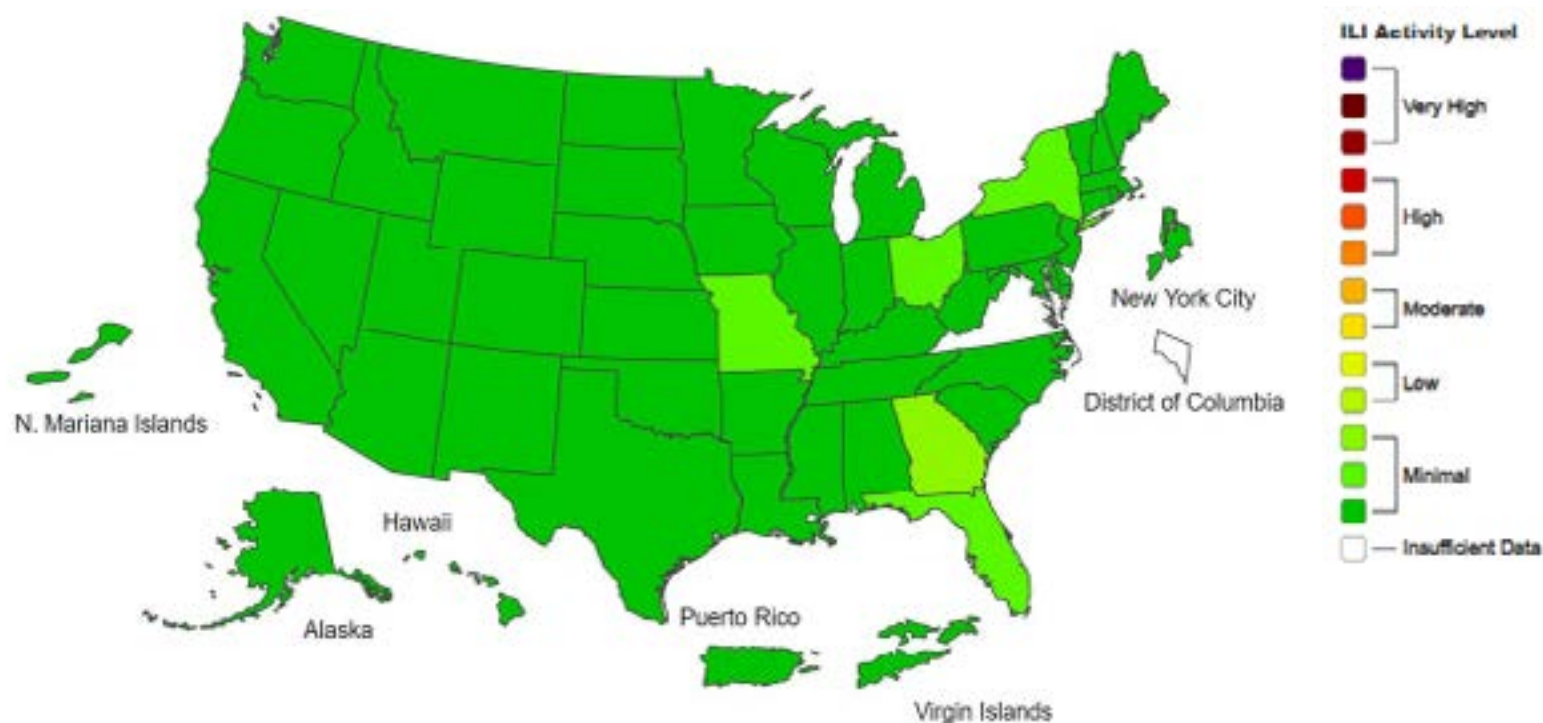 ILI Activity Level
Very High
High
Moderate
Low
Minimal
Insufficient Data
New York City
District of Columbia
N. Mariana Islands
Hawaii
Alaska
Puerto Rico
Virgin Islands